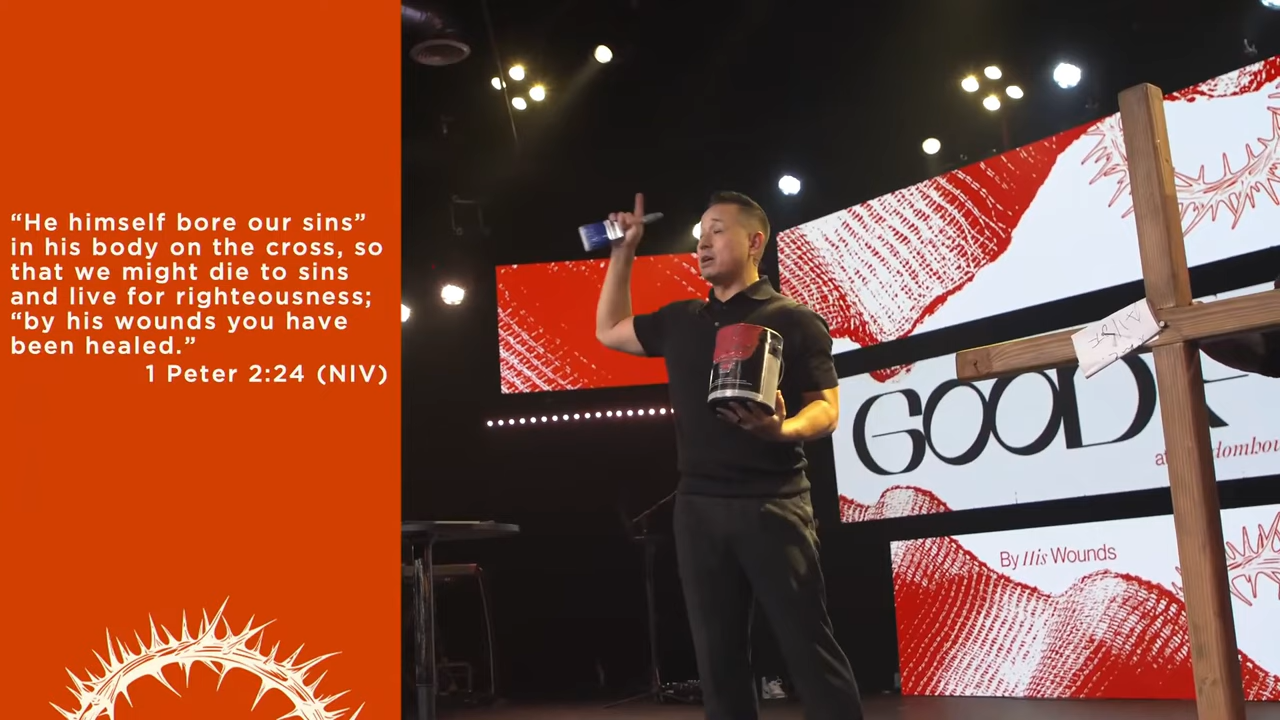 “He himself bore our sins”
in his body on the cross, so
that we might die to sins
and live for righteousness;
“by his wounds you have
been healed.”
1 Peter 2:24 (NIV)
GOOD
at
By His Wounds